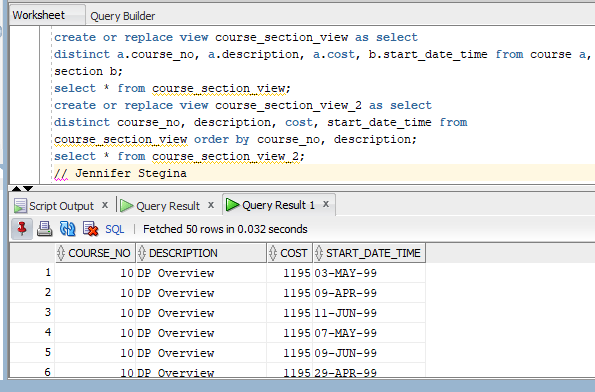 Worksheet Query Builder
create or replace view course_section_view as select
distinct a.course_no, a.description, a.cost, b.start_date_time from course a,
section b;
select * from course_section_view;
create or replace view course_section_view_2 as select
distinct course_no, description, cost, start_date_time from
course_section_view order by course_no, description;
select * from course_section_view_2;
// Jennifer Stegina
Script Output x Query Result x Query Result 1 x
SQL | Fetched 50 rows in 0.032 seconds
COURSE_NO DESCRIPTION COST START_DATE_TIME
1 10 DP Overview 1195 03-MAY-99
2 10 DP Overview 1195 09-APR-99
3 10 DP Overview 1195 11-JUN-99
4 10 DP Overview 1195 07-MAY-99
5 10 DP Overview 1195 09-JUN-99
6 10 DP Overview 1195 29-APR-99